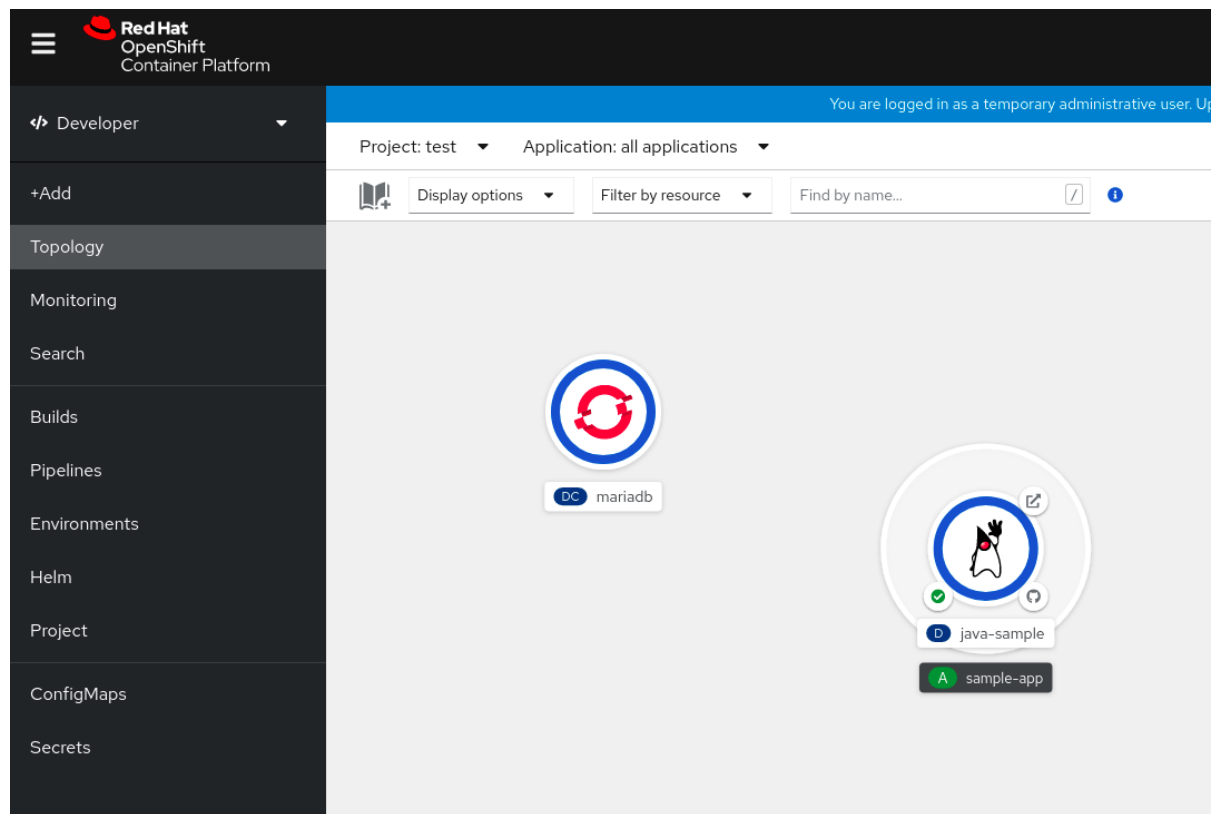 Red Hat
OpenShift
Container Platform
You are logged in as a temporary administrative user.
</> Developer
Project: test
Application: all applications
+Add
Display options
Filter by resource
Find by name...
/
i
Topology
Monitoring
Search
Builds
Pipelines
Environments
Helm
Project
ConfigMaps
Secrets
DC mariadb
D java-sample
A sample-app